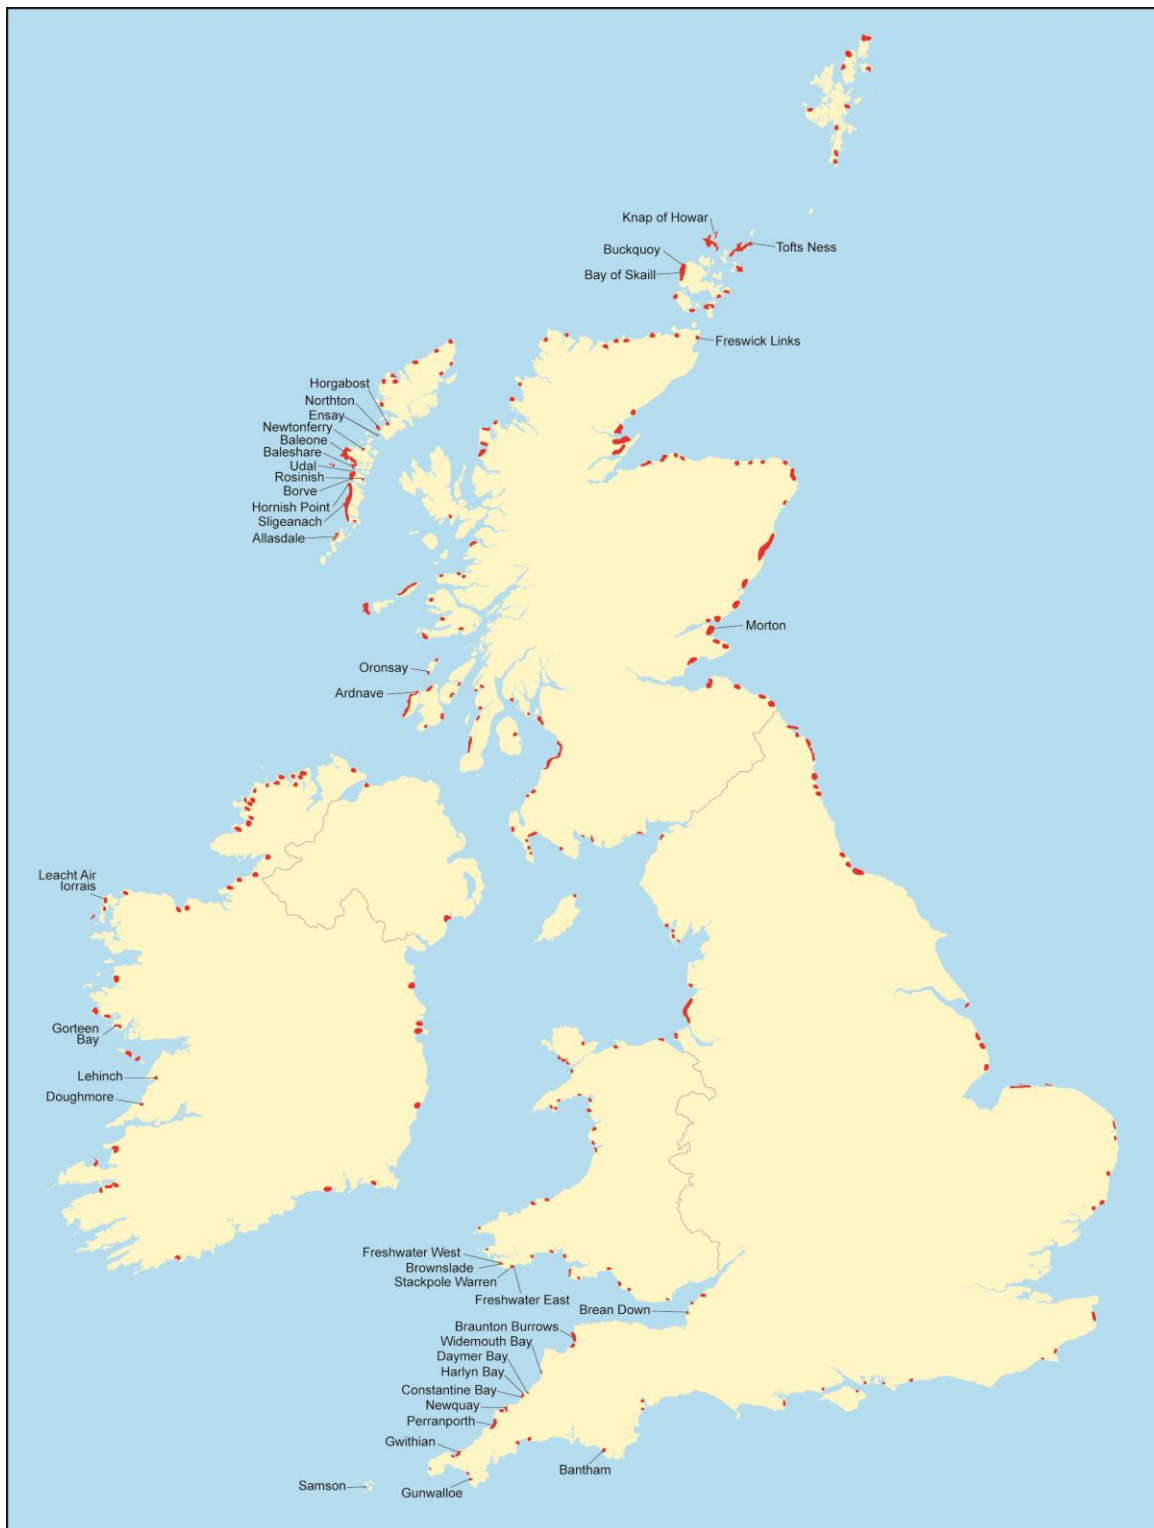 Knap of Howar
Buckquoy
Tofts Ness
Bay of Skaill
Freswick Links
Horgabost
Northton
Ensay
Newtonferry
Baleone
Baleshare
Udal
Rosinish
Borve
Hornish Point
Sligeanach
Allasdale
Morton
Oronsay
Ardnave
Leacht Air
Iorrais
Gorteen
Bay
Lehinch
Doughmore
Freshwater West
Brownslade
Stackpole Warren
Freshwater East
Brean Down
Braunton Burrows
Widemouth Bay
Daymer Bay
Harlyn Bay
Constantine Bay
Newquay
Perranporth
Gwithian
Bantham
Samson
Gunwalloe